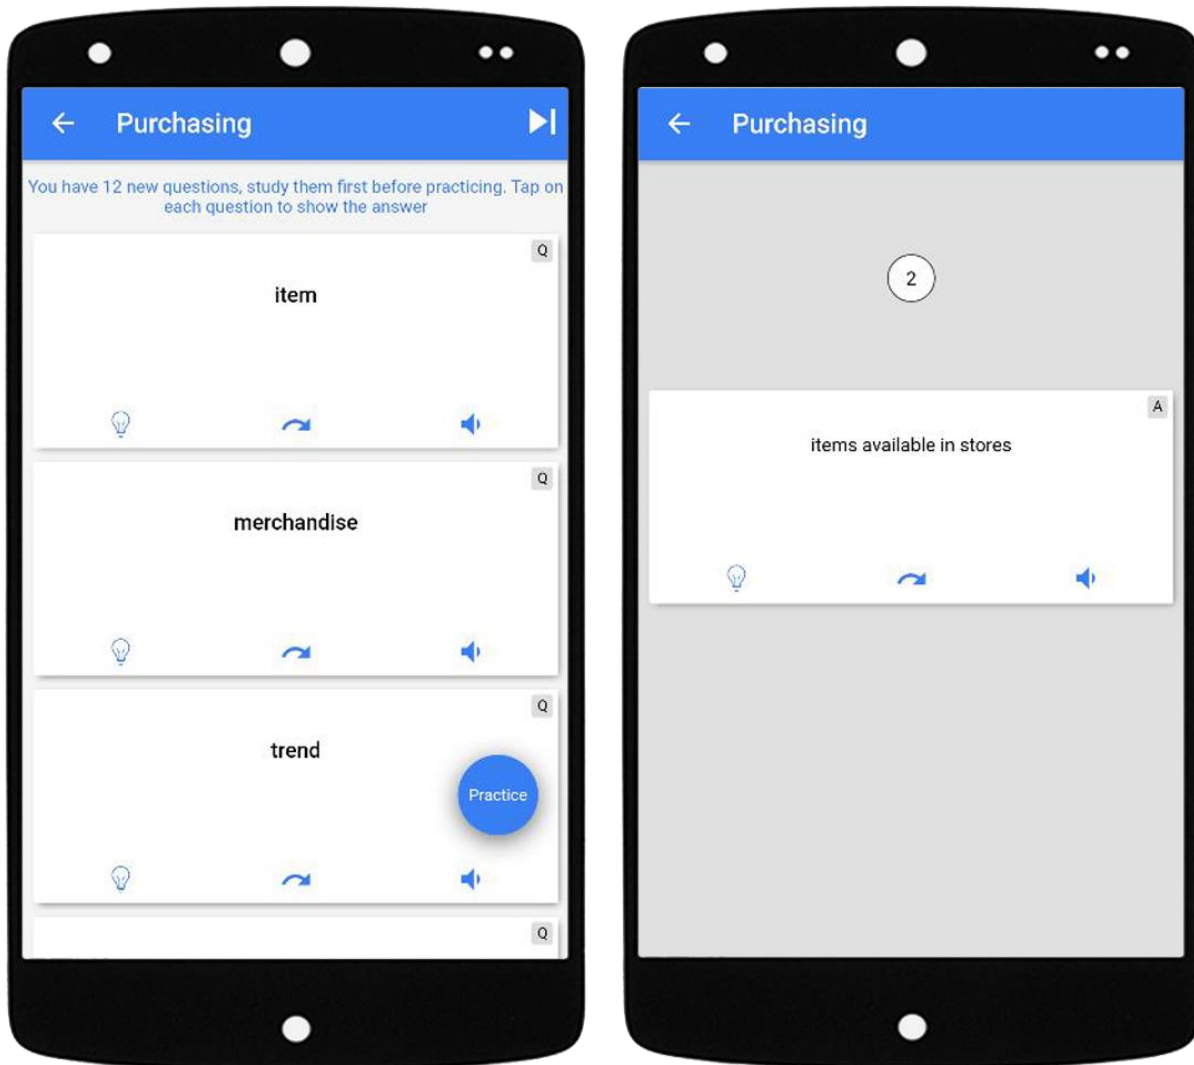 Purchasing
You have 12 new questions, study them first before practicing. Tap on
each question to show the answer
Q
item
Q
merchandise
Q
trend
Practice
Q
Purchasing
2
A
items available in stores